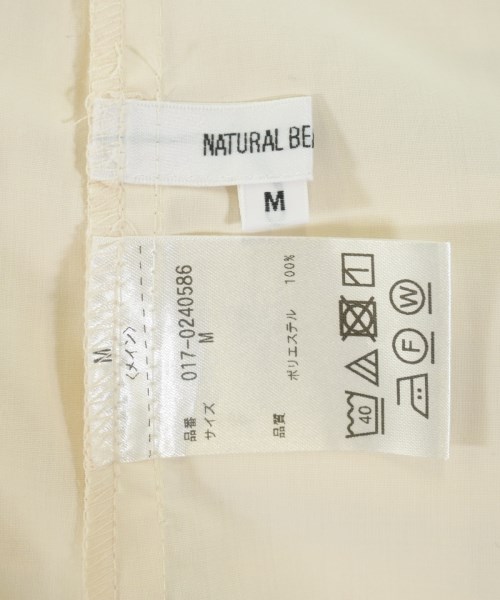 NATURAL BEA
M
M
〈メイン〉
品番 017-0240586
サイズ M
品質 ポリエステル 100%
40
W
F